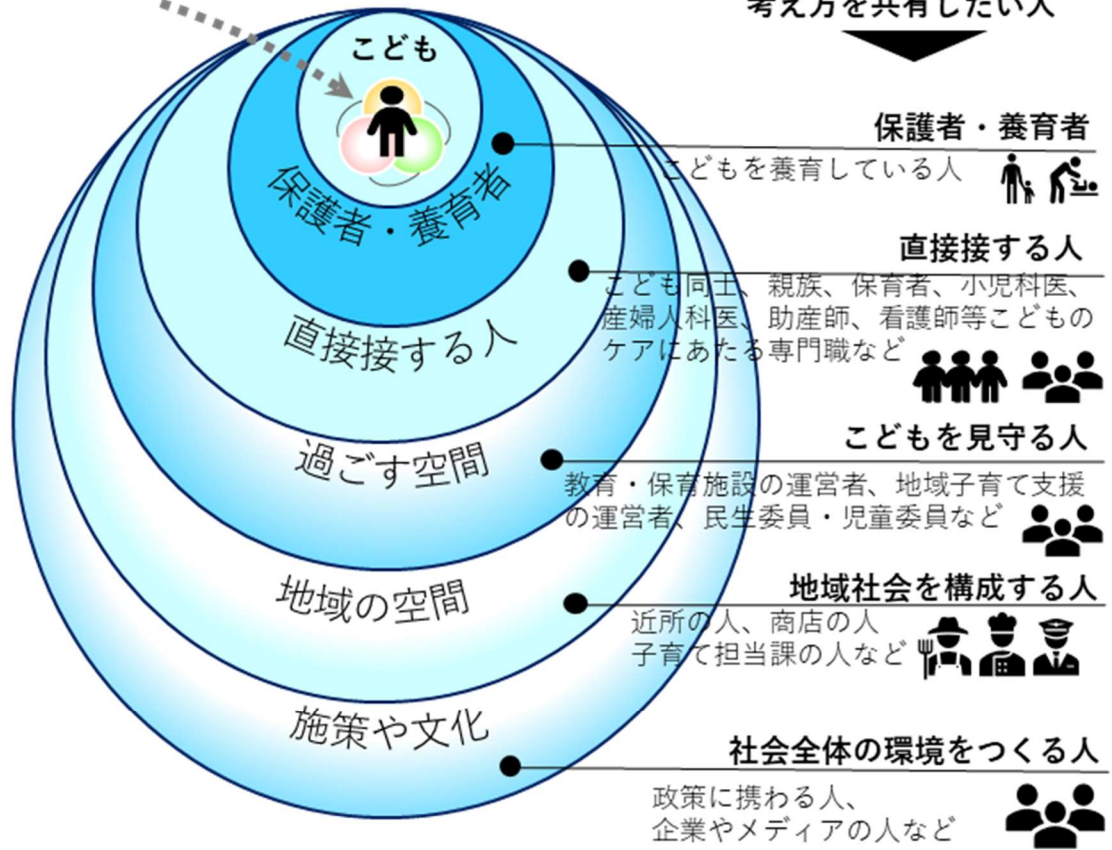 考え方を共有したい人
こども
保護者・養育者
直接接する人
過ごす空間
地域の空間
施策や文化
保護者・養育者
こどもを養育している人
直接接する人
こども同士、親族、保育者、小児科医、
産婦人科医、助産師、看護師等こどもの
ケアにあたる専門職など
こどもを見守る人
教育・保育施設の運営者、地域子育て支援
の運営者、民生委員・児童委員など
地域社会を構成する人
近所の人、商店の人
子育て担当課の人など
社会全体の環境をつくる人
政策に携わる人、
企業やメディアの人など